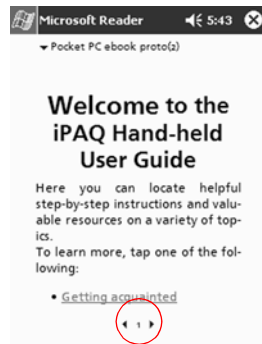 Microsoft Reader 5:43
Pocket PC ebook proto(2)
Welcome to the
iPAQ Hand-held
User Guide
Here you can locate helpful
step-by-step instructions and valu-
able resources on a variety of top-
ics.
To learn more, tap one of the fol-
lowing:
• Getting acquainted
1